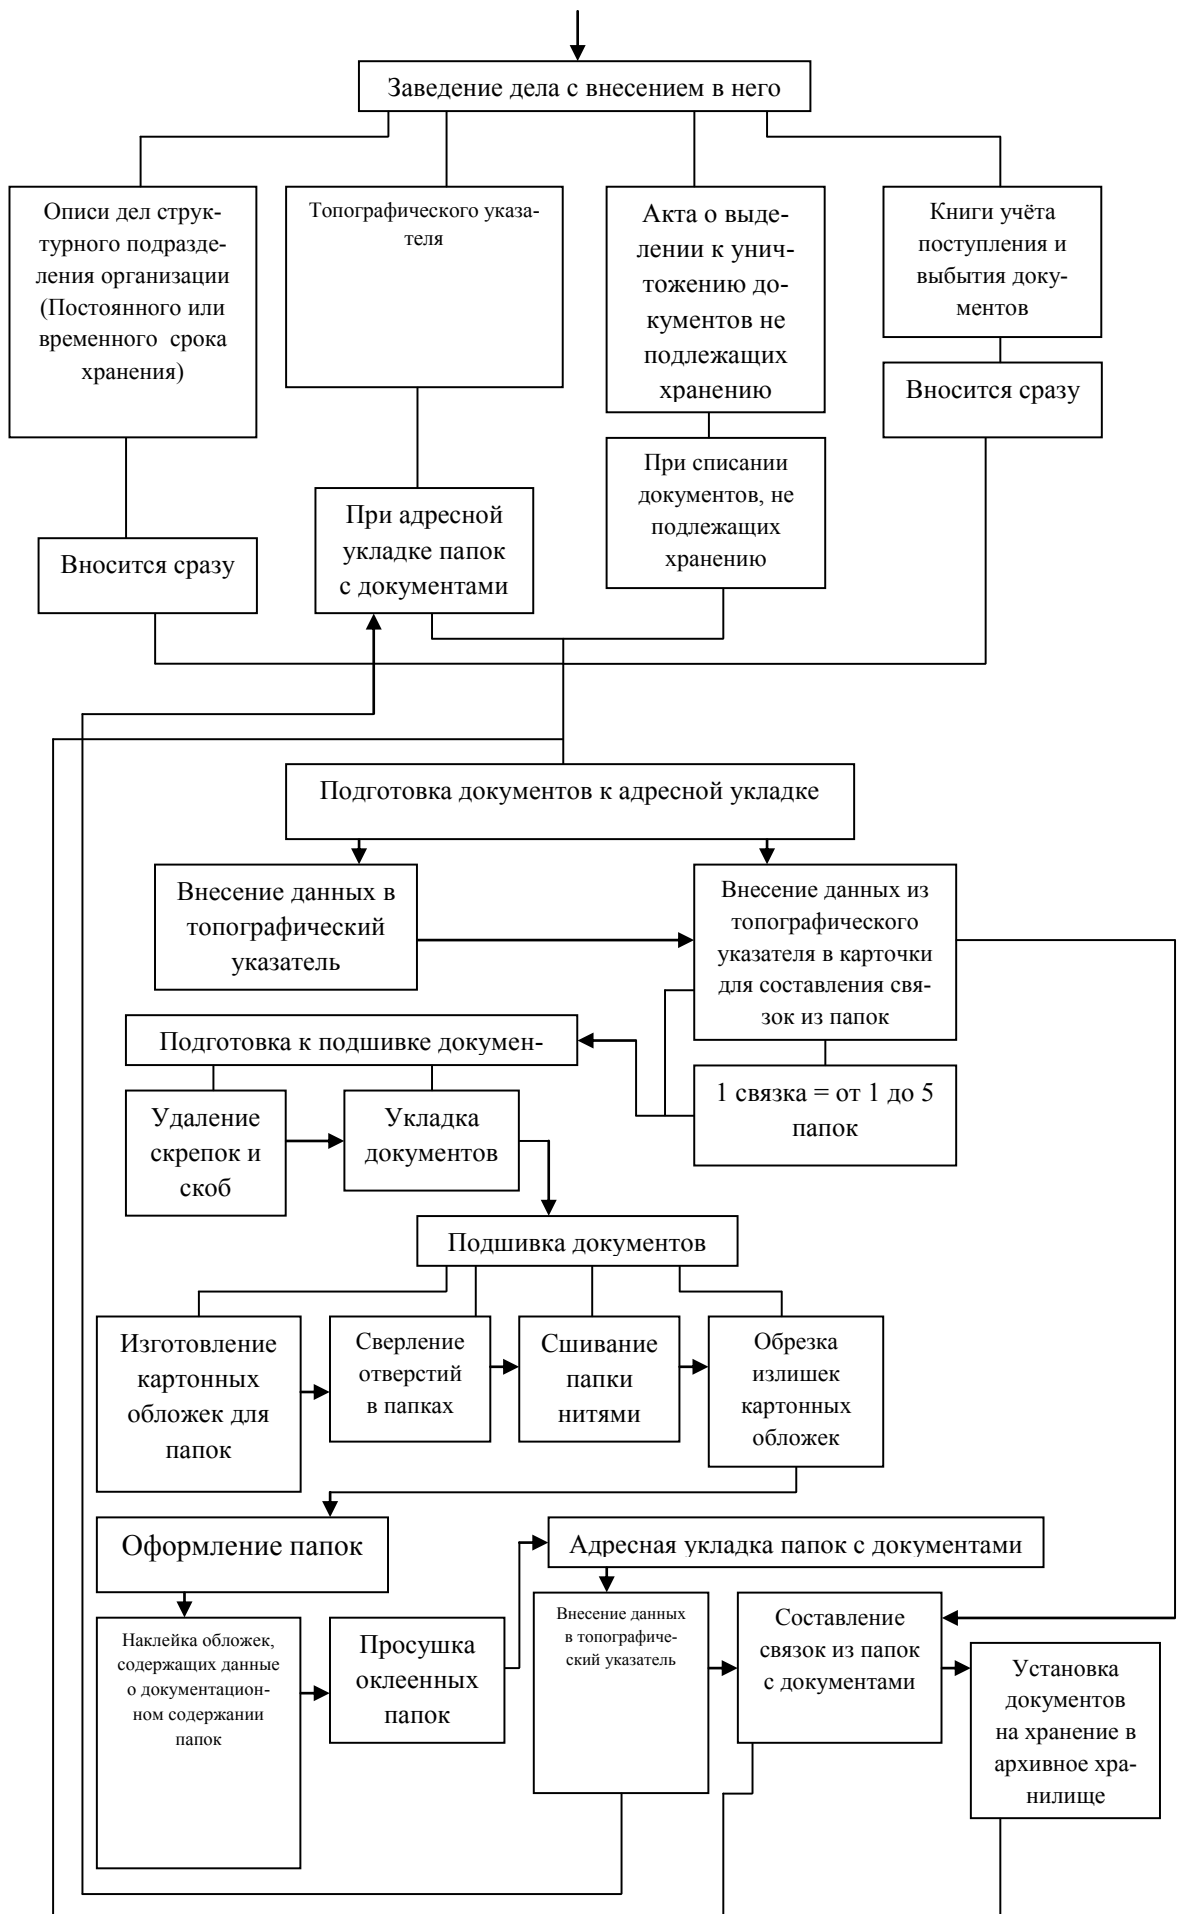 Заведение дела с внесением в него
Описи дел струк-
турного подразде-
ления организации
(Постоянного или
временного срока
хранения)
Топографического указа-
теля
Акта о выде-
лении к унич-
тожению до-
кументов не
подлежащих
хранению
Книги учёта
поступления и
выбытия доку-
ментов
Вносится сразу
При списании
документов, не
подлежащих
хранению
При адресной
укладке папок
с документами
Вносится сразу
Подготовка документов к адресной укладке
Внесение данных в
топографический
указатель
Внесение данных из
топографического
указателя в карточки
для составления свя-
зок из папок
Подготовка к подшивке докумен-
1 связка = от 1 до 5
папок
Удаление
скрепок и
скоб
Укладка
документов
Подшивка документов
Изготовление
картонных
обложек для
папок
Сверление
отверстий
в папках
Сшивание
папки
нитями
Обрезка
излишек
картонных
обложек
Оформление папок
Адресная укладка папок с документами
Наклейка обложек,
содержащих данные
о документацион-
ном содержании
папок
Просушка
оклеенных
папок
Внесение данных
в топографиче-
ский указатель
Составление
связок из папок
с документами
Установка
документов
на хранение в
архивное хра-
нилище